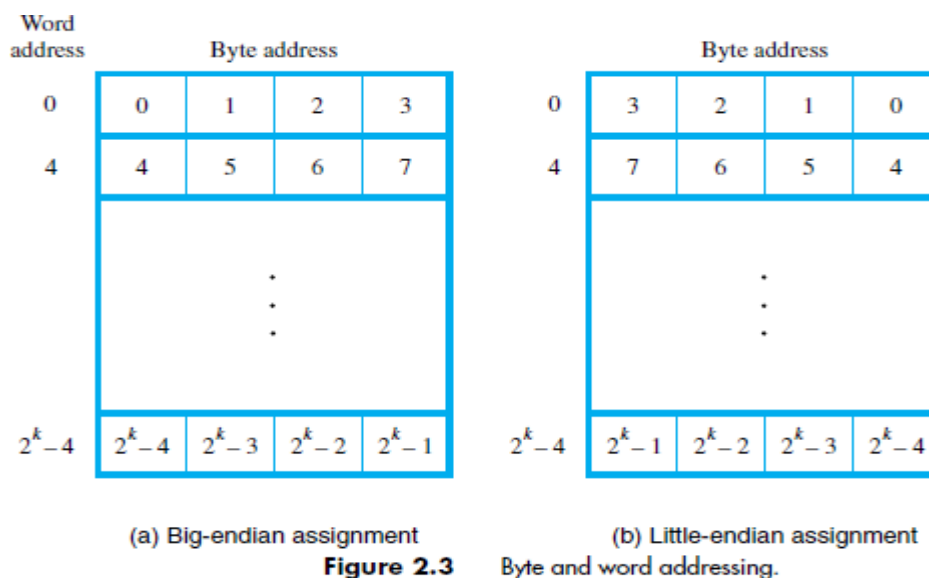 Word
address Byte address Byte address
0 0 1 2 3 0 3 2 1 0
4 4 5 6 7 4 7 6 5 4
2^k – 4 2^k – 4 2^k – 3 2^k – 2 2^k – 1 2^k – 4 2^k – 1 2^k – 2 2^k – 3 2^k – 4
(a) Big-endian assignment (b) Little-endian assignment
Figure 2.3 Byte and word addressing.